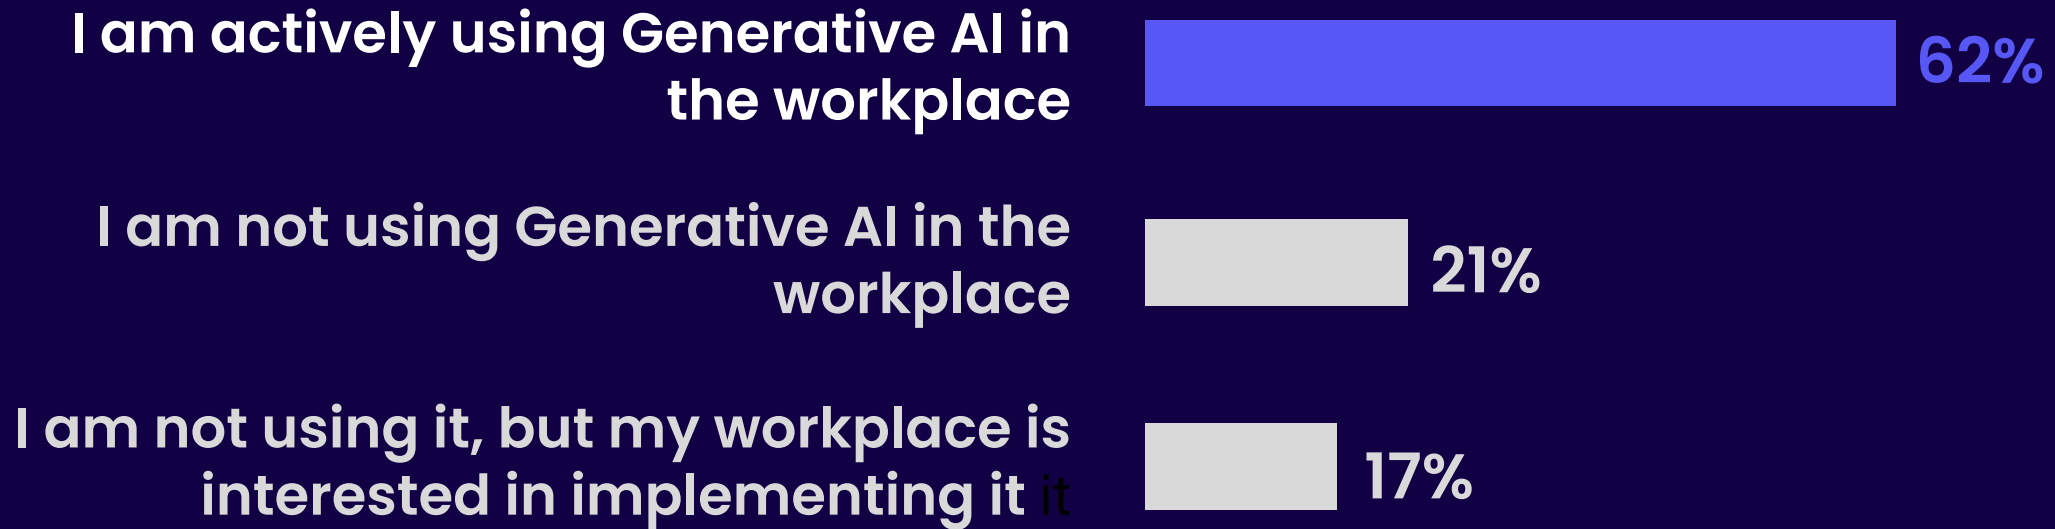 I am actively using Generative AI in
the workplace
62%
I am not using Generative AI in the
workplace
21%
I am not using it, but my workplace is
interested in implementing it it
17%